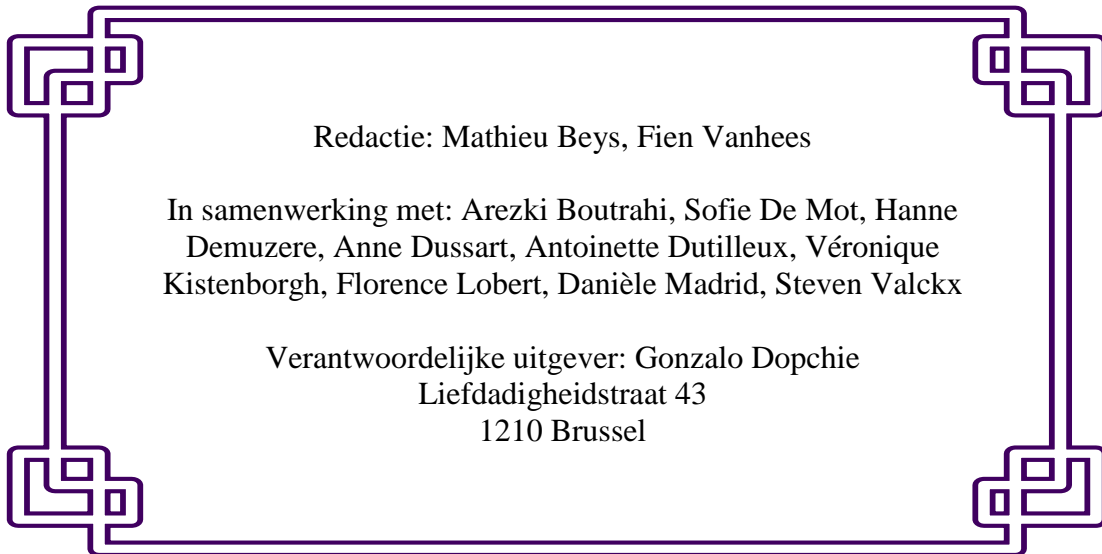 Redactie: Mathieu Beys, Fien Vanhees
In samenwerking met: Arezki Boutrahi, Sofie De Mot, Hanne
Demuzere, Anne Dussart, Antoinette Dutilleux, Véronique
Kistenborgh, Florence Lobert, Danièle Madrid, Steven Valckx
Verantwoordelijke uitgever: Gonzalo Dopchie
Liefdadigheidstraat 43
1210 Brussel